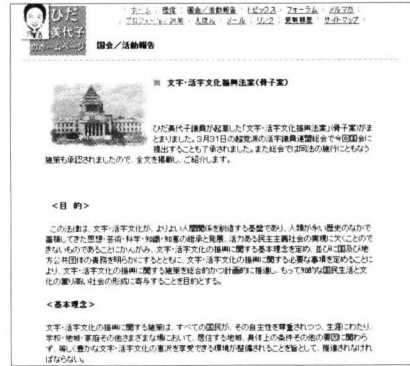 ひだ
美代子
のホームページ
ホーム | 理念 | 国会/活動報告 | トピックス | フォーラム | メルマガ
メール | リンク | 更新履歴 | サイトマップ
国会/活動報告
文字・活字文化振興法案(骨子案)
ひだ美代子議員が起草した「文字・活字文化振興法案」(骨子案)がま
とまりました。3月31日の超党派の活字議員連盟総会で今国会に
提出することも了承されました。また総会では同法の施行にともなう
施策も承認されましたので、全文を掲載し、ご紹介します。
<目 的>
この法律は、文字・活字文化が、よりよい人間関係を創造する基盤であり、人類が永い歴史のなかで
蓄積してきた思想・芸術・科学・知識・知恵の継承と発展、活力ある民主主義社会の実現に欠くことので
きないものであることにかんがみ、文字・活字文化の振興に関する基本理念を定め、並びに国及び地
方公共団体の責務を明らかにするとともに、文字・活字文化の振興に関する必要な事項を定めることに
より、文字・活字文化の振興に関する施策を総合的かつ計画的に推進し、もって知的な国民生活と文
化の薫り高い社会の形成に寄与することを目的とする。
<基本理念>
文字・活字文化の振興に関する施策は、すべての国民が、その自主性を尊重されつつ、生涯にわたり、
学校・地域・家庭その他さまざまな場において、居住する地域、身体上の条件その他の要因に関わら
ず、等しく豊かな文字・活字文化の恵沢を享受できる環境が整備されることを旨として、推進されなけれ
ばならない。